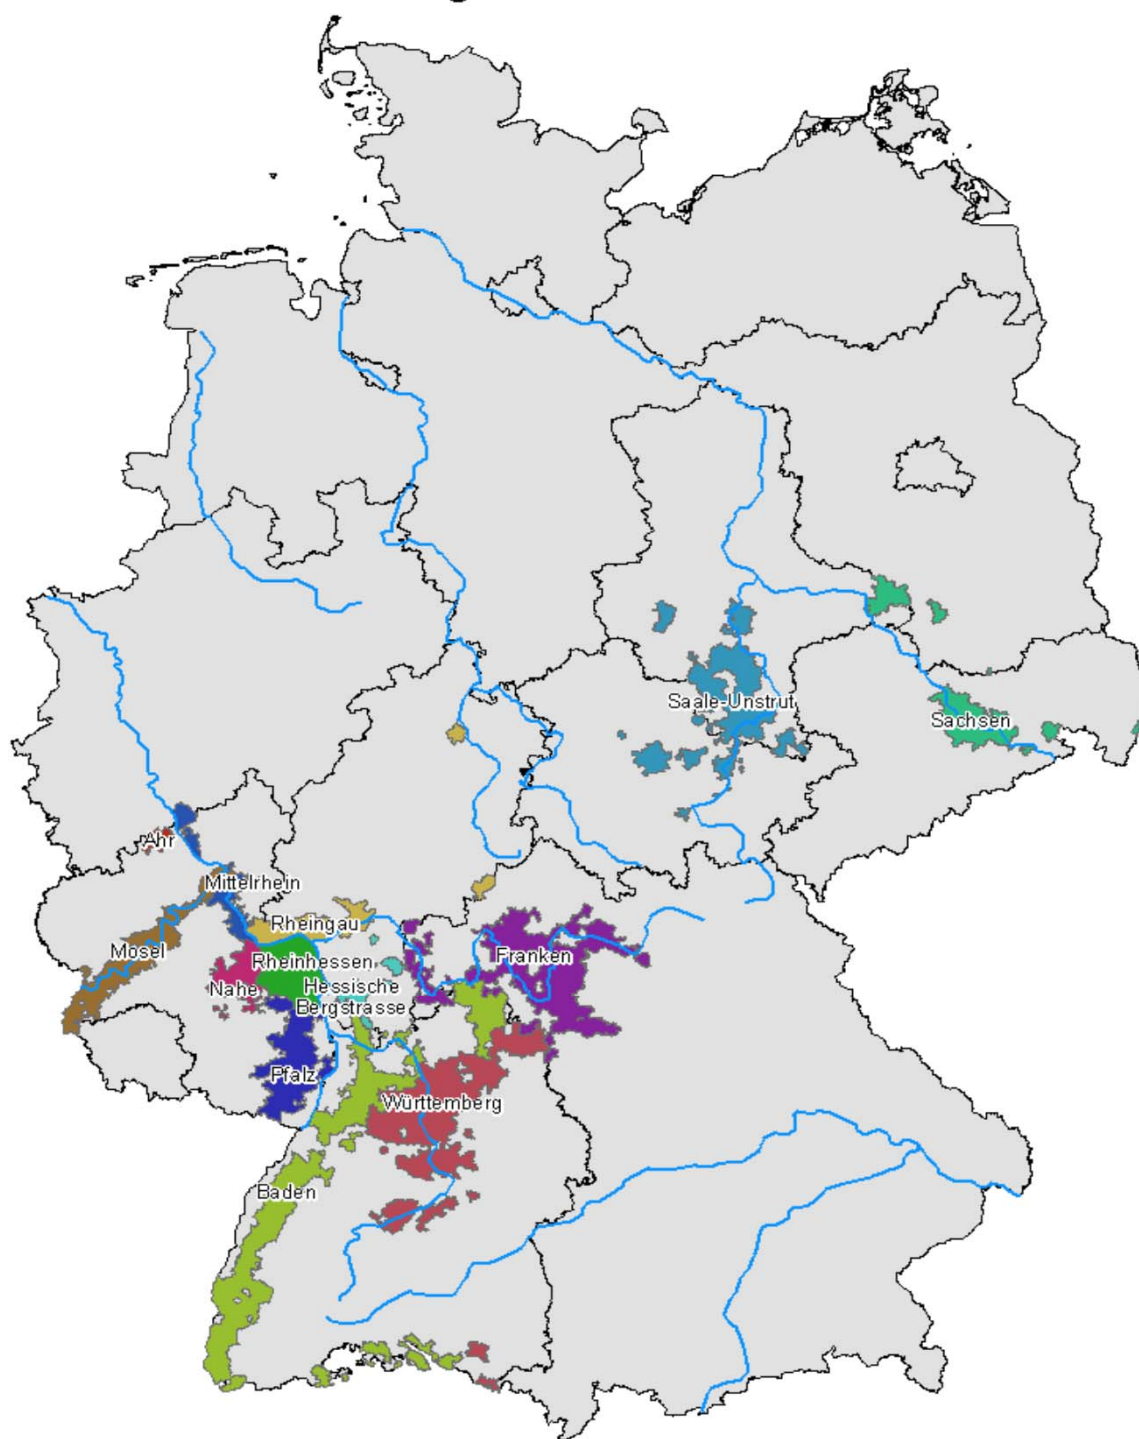 Saale-Unstrut
Sachsen
Ahr
Mittelrhein
Rheingau
Mosel
Rheinhessen
Franken
Nahe
Hessische
Bergstrasse
Pfalz
Württemberg
Baden